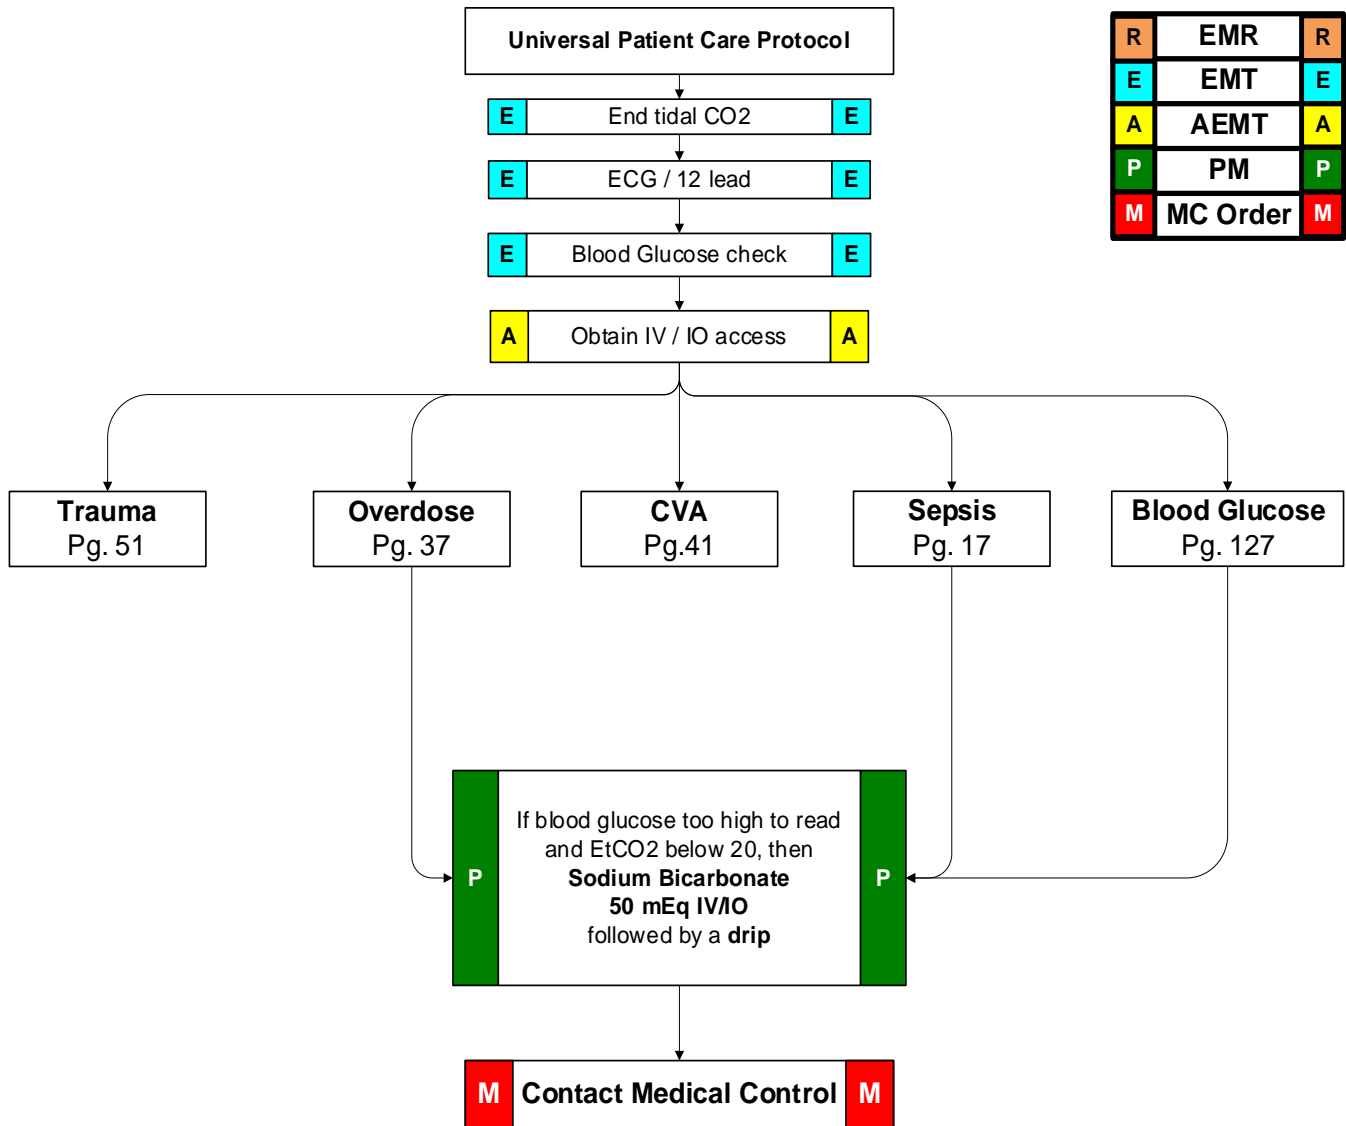 Universal Patient Care Protocol
R EMR R
E EMT E
A AEMT A
P PM P
M MC Order M
E End tidal CO2 E
E ECG / 12 lead E
E Blood Glucose check E
A Obtain IV / IO access A
Trauma
Pg. 51
Overdose
Pg. 37
CVA
Pg.41
Sepsis
Pg. 17
Blood Glucose
Pg. 127
If blood glucose too high to read
and EtCO2 below 20, then
P Sodium Bicarbonate P
50 mEq IV/IO
followed by a drip
M Contact Medical Control M